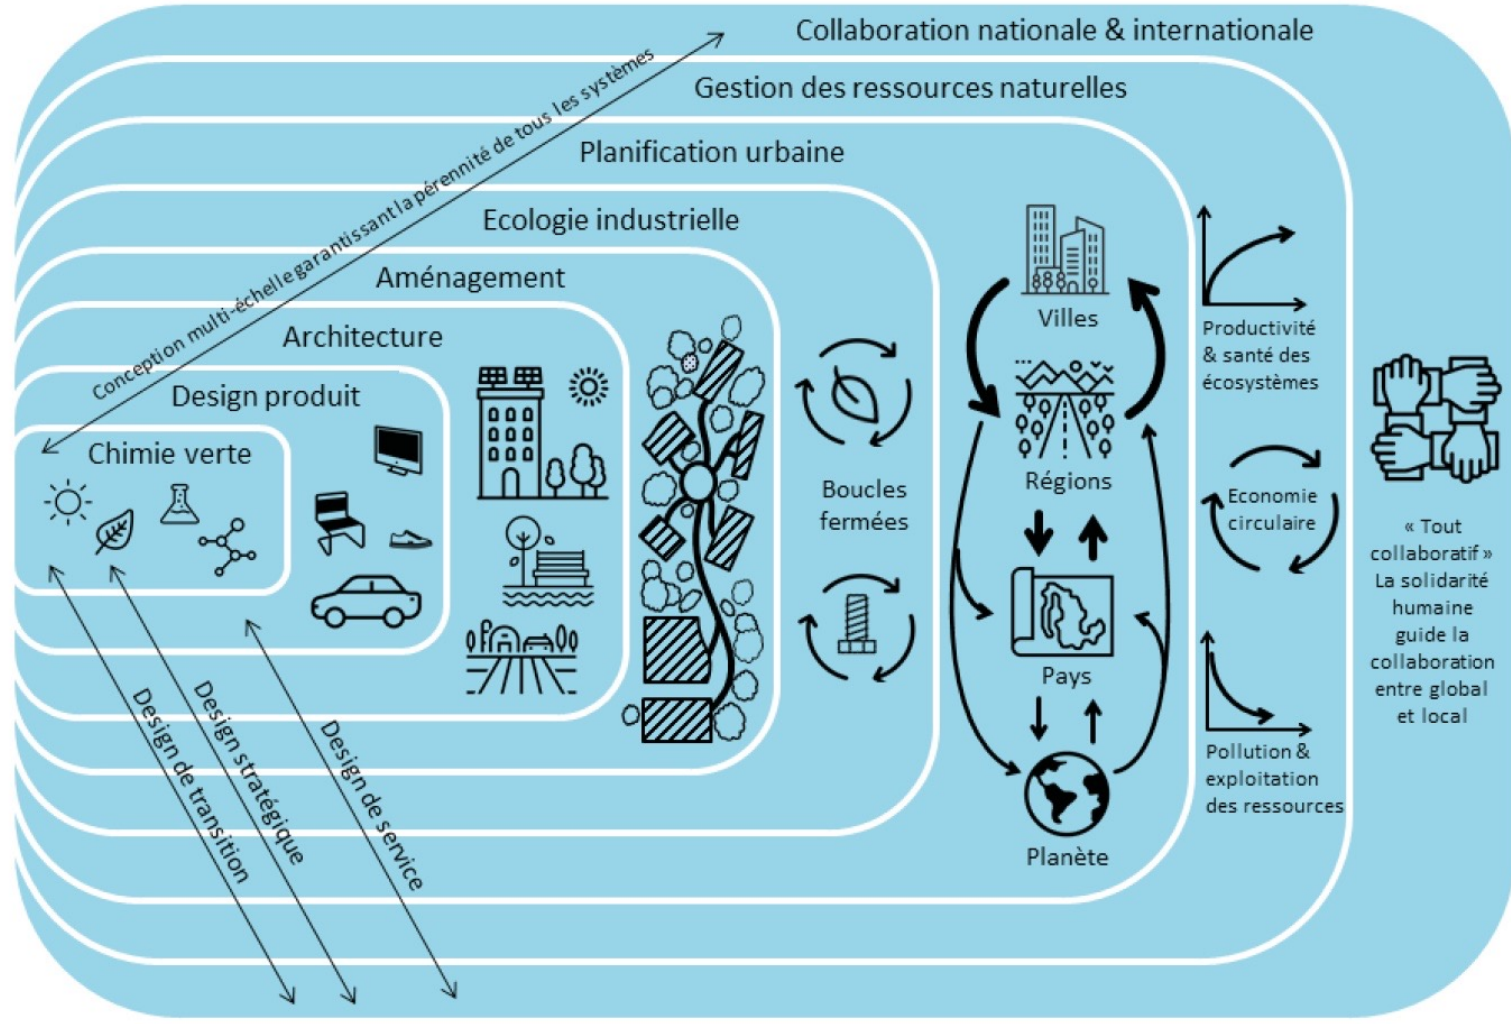 Collaboration nationale & internationale
Gestion des ressources naturelles
Planification urbaine
Ecologie industrielle
Aménagement
Architecture
Design produit
Chimie verte
Conception multi-échelle garantissant la pérennité de tous les systèmes
Design de transition
Design stratégique
Design de service
Boucles
fermées
Villes
Régions
Pays
Planète
Productivité
& santé des
écosystèmes
Economie
circulaire
Pollution &
exploitation
des ressources
« Tout
collaboratif »
La solidarité
humaine
guide la
collaboration
entre global
et local